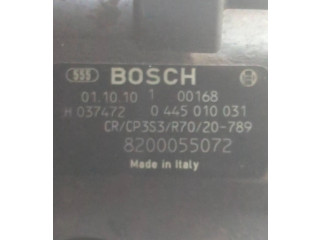 555 BOSCH
01.10.10 1 00168
H 037472 0 445 010 031
CR/CP3S3/R70/20-789
8200055072
Made in Italy